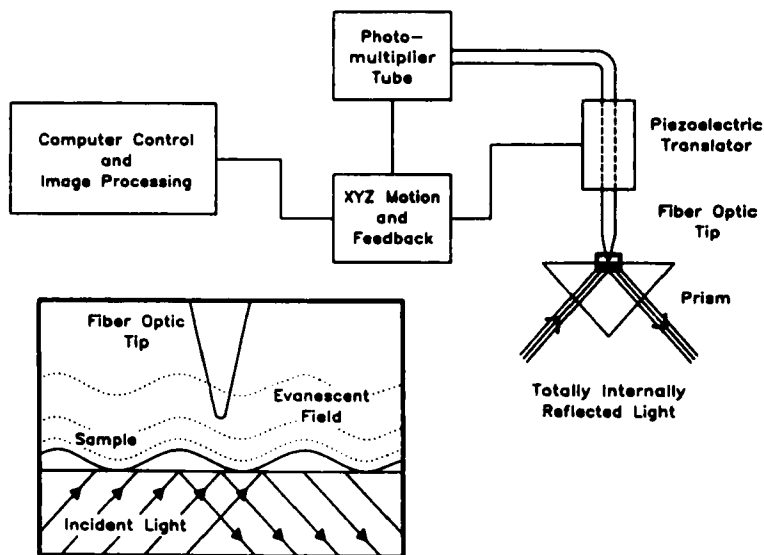 Photo-
multiplier
Tube
Computer Control
and
Image Processing
XYZ Motion
and
Feedback
Piezoelectric
Translator
Fiber Optic
Tip
Prism
Totally Internally
Reflected Light
Fiber Optic
Tip
Evanescent
Field
Sample
Incident Light